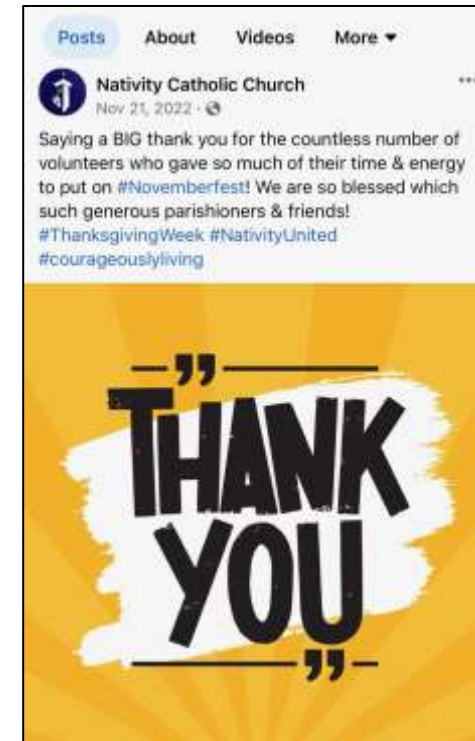 Posts About Videos More
Nativity Catholic Church
Nov 21, 2022 ·
Saying a BIG thank you for the countless number of
volunteers who gave so much of their time & energy
to put on #Novemberfest! We are so blessed which
such generous parishioners & friends!
#ThanksgivingWeek #NativityUnited
#courageouslyliving
THANK
YOU